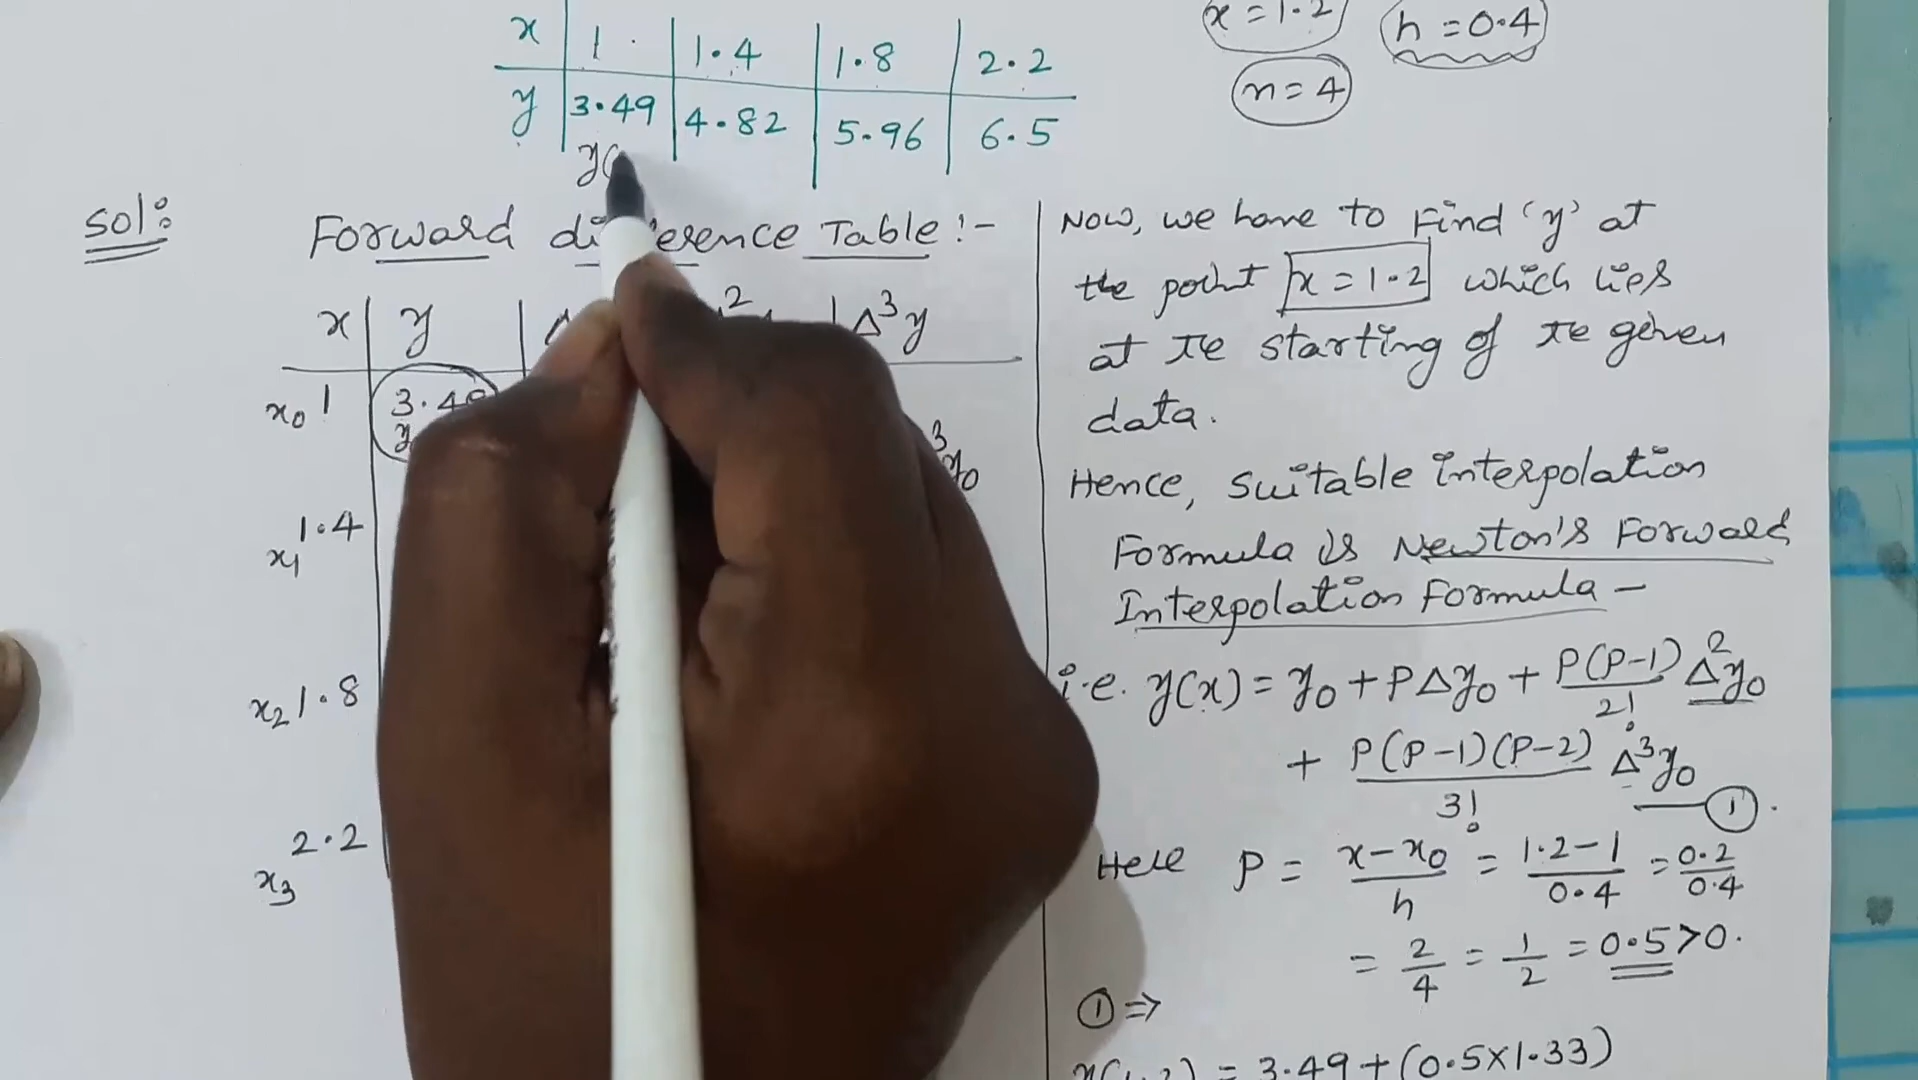 x 1 1.4 1.8 2.2
y 3.49 4.82 5.96 6.5
y(
x = 1.2
h = 0.4
n = 4
Sol:
Forward difference Table :-
x y Δ³y
x₀ 1 3.49
³y₀
x₁ 1.4
x₂ 1.8
x₃ 2.2
Now, we have to Find 'y' at
the point x = 1.2 which lies
at the starting of the given
data.
Hence, suitable interpolation
Formula is Newton's Forward
Interpolation Formula -
i.e. y(x) = y₀ + PΔy₀ + P(P-1)/2! Δ²y₀
+ P(P-1)(P-2)/3! Δ³y₀ — ①.
Here P = x-x₀/h = 1.2-1/0.4 = 0.2/0.4
= 2/4 = 1/2 = 0.5>0.
① ⇒
y(1.2) = 3.49 + (0.5×1.33)